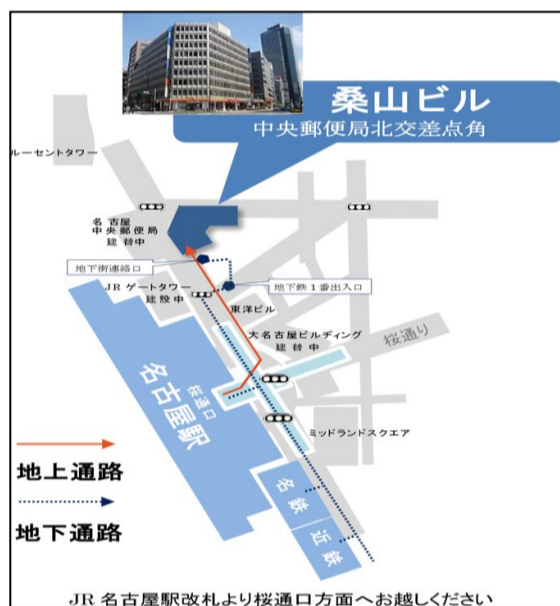 桑山ビル
中央郵便局北交差点角
ルーセントタワー
名古屋
中央郵便局
建替中
地下街連絡口
地下鉄1番出入口
JRゲートタワー
建設中
東洋ビル
大名古屋ビルヂィング
建替中
桜通り
桜通口
名古屋駅
ミッドランドスクエア
地上通路
名鉄
地下通路
近鉄
JR名古屋駅改札より桜通口方面へお越しください